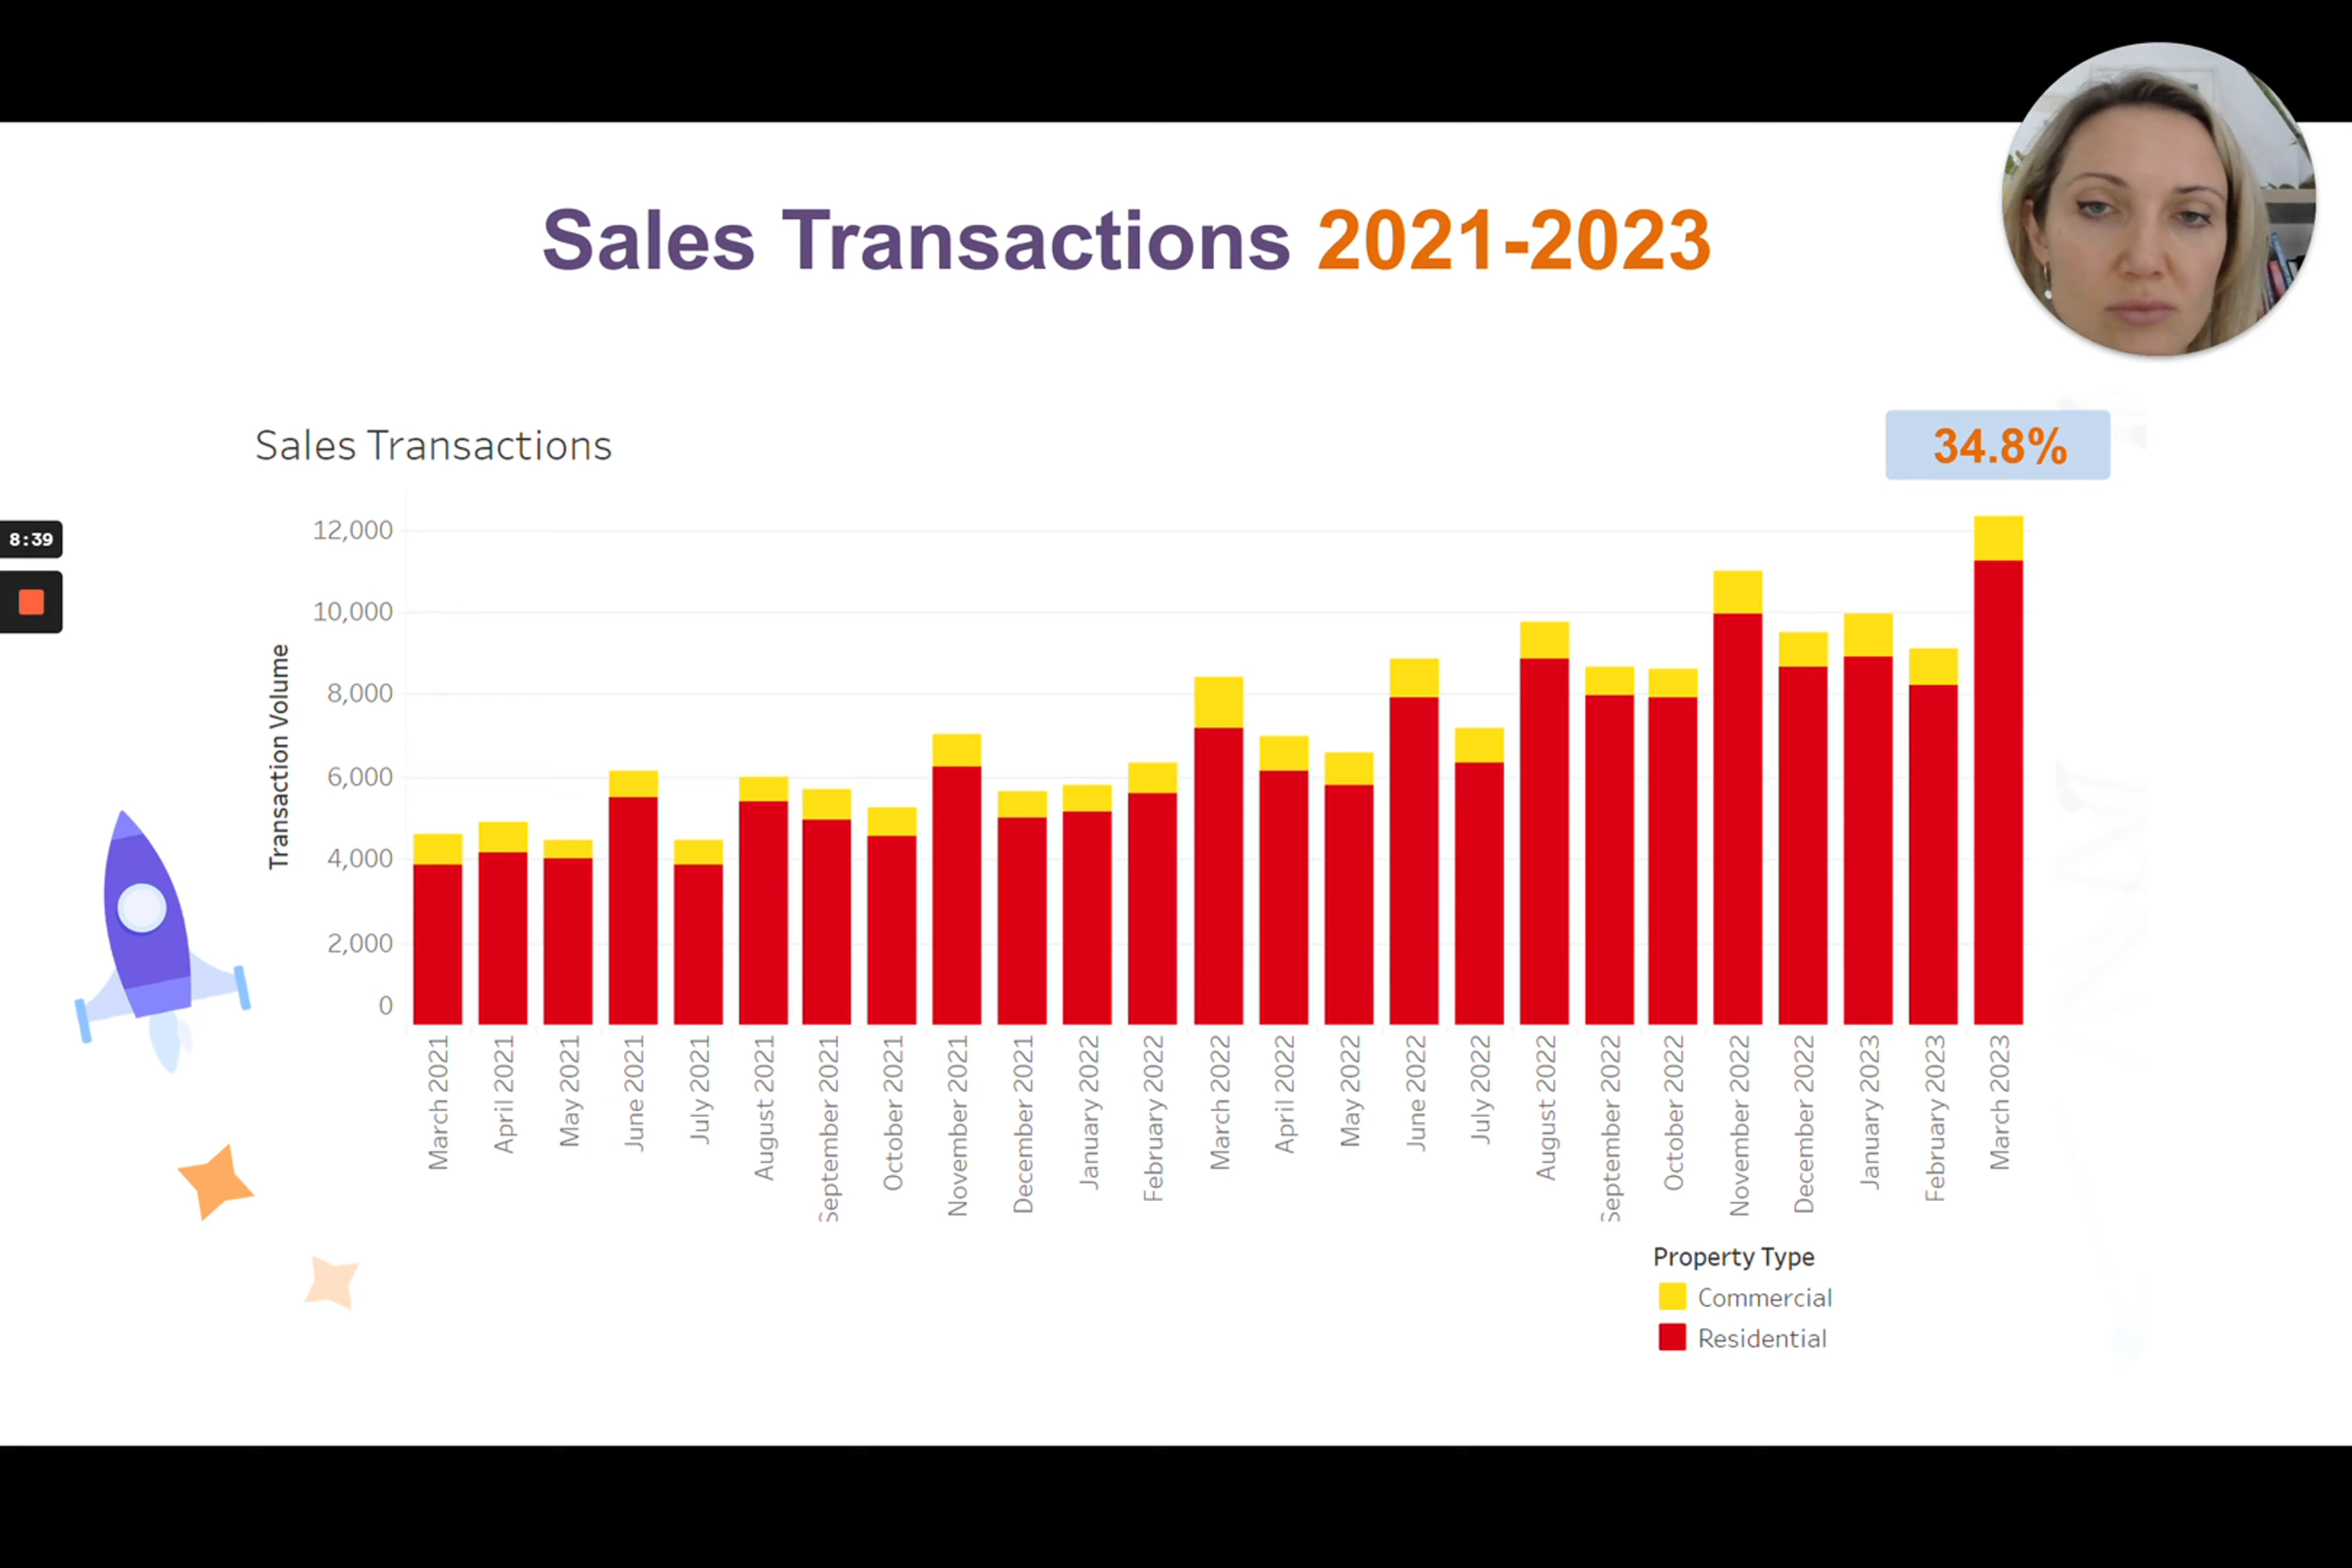 Sales Transactions 2021-2023
Sales Transactions
34.8%
8:39
Transaction Volume
12,000
10,000
8,000
6,000
4,000
2,000
0
March 2021
April 2021
May 2021
June 2021
July 2021
August 2021
September 2021
October 2021
November 2021
December 2021
January 2022
February 2022
March 2022
April 2022
May 2022
June 2022
July 2022
August 2022
September 2022
October 2022
November 2022
December 2022
January 2023
February 2023
March 2023
Property Type
Commercial
Residential